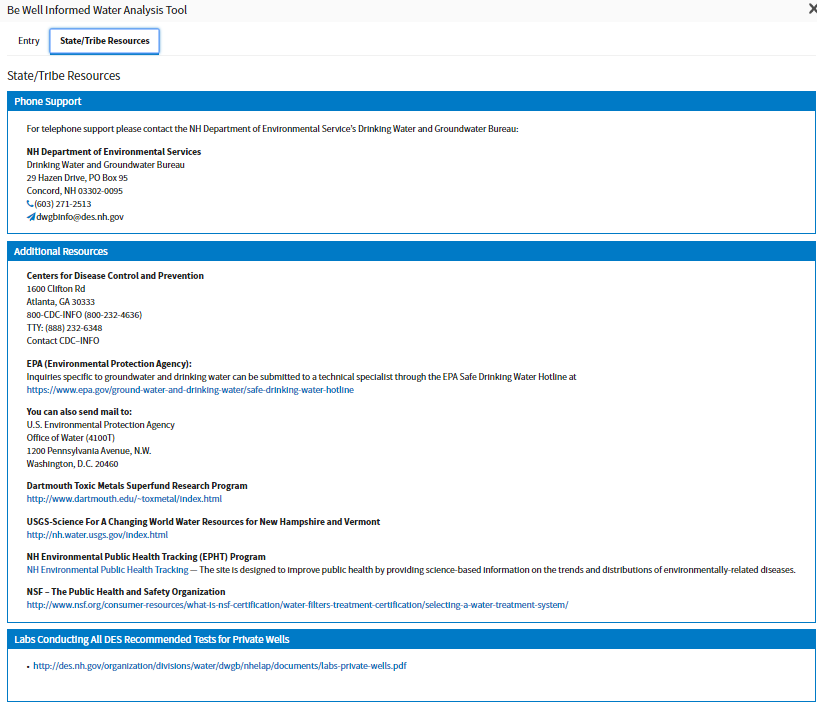 Be Well Informed Water Analysis Tool
Entry
State/Tribe Resources
State/Tribe Resources
Phone Support
For telephone support please contact the NH Department of Environmental Service's Drinking Water and Groundwater Bureau:
NH Department of Environmental Services
Drinking Water and Groundwater Bureau
29 Hazen Drive, PO Box 95
Concord, NH 03302-0095
(603) 271-2513
dwgbinfo@des.nh.gov
Additional Resources
Centers for Disease Control and Prevention
1600 Clifton Rd
Atlanta, GA 30333
800-CDC-INFO (800-232-4636)
TTY: (888) 232-6348
Contact CDC–INFO
EPA (Environmental Protection Agency):
Inquiries specific to groundwater and drinking water can be submitted to a technical specialist through the EPA Safe Drinking Water Hotline at
https://www.epa.gov/ground-water-and-drinking-water/safe-drinking-water-hotline
You can also send mail to:
U.S. Environmental Protection Agency
Office of Water (4100T)
1200 Pennsylvania Avenue, N.W.
Washington, D.C. 20460
Dartmouth Toxic Metals Superfund Research Program
http://www.dartmouth.edu/~toxmetal/index.html
USGS-Science For A Changing World Water Resources for New Hampshire and Vermont
http://nh.water.usgs.gov/index.html
NH Environmental Public Health Tracking (EPHT) Program
NH Environmental Public Health Tracking — The site is designed to improve public health by providing science-based information on the trends and distributions of environmentally-related diseases.
NSF – The Public Health and Safety Organization
http://www.nsf.org/consumer-resources/what-is-nsf-certification/water-filters-treatment-certification/selecting-a-water-treatment-system/
Labs Conducting All DES Recommended Tests for Private Wells
• http://des.nh.gov/organization/divisions/water/dwgb/nhelap/documents/labs-private-wells.pdf